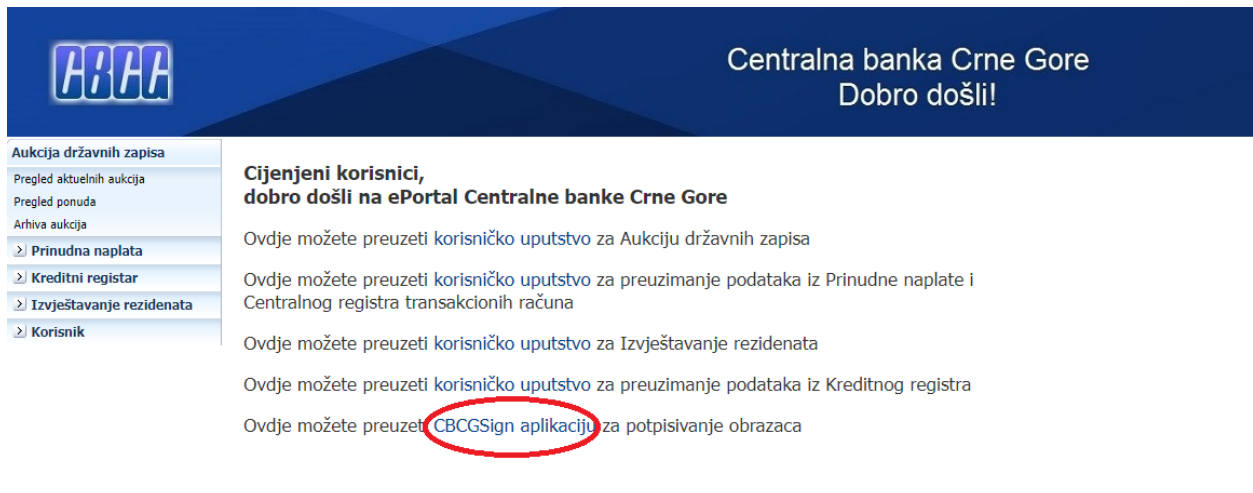 CBCG
Centralna banka Crne Gore
Dobro došli!
Aukcija državnih zapisa
Pregled aktuelnih aukcija
Pregled ponuda
Arhiva aukcija
Prinudna naplata
Kreditni registar
Izvještavanje rezidenata
Korisnik
Cijenjeni korisnici,
dobro došli na ePortal Centralne banke Crne Gore
Ovdje možete preuzeti korisničko uputstvo za Aukciju državnih zapisa
Ovdje možete preuzeti korisničko uputstvo za preuzimanje podataka iz Prinudne naplate i
Centralnog registra transakcionih računa
Ovdje možete preuzeti korisničko uputstvo za Izvještavanje rezidenata
Ovdje možete preuzeti korisničko uputstvo za preuzimanje podataka iz Kreditnog registra
Ovdje možete preuzeti CBCGSign aplikaciju za potpisivanje obrazaca